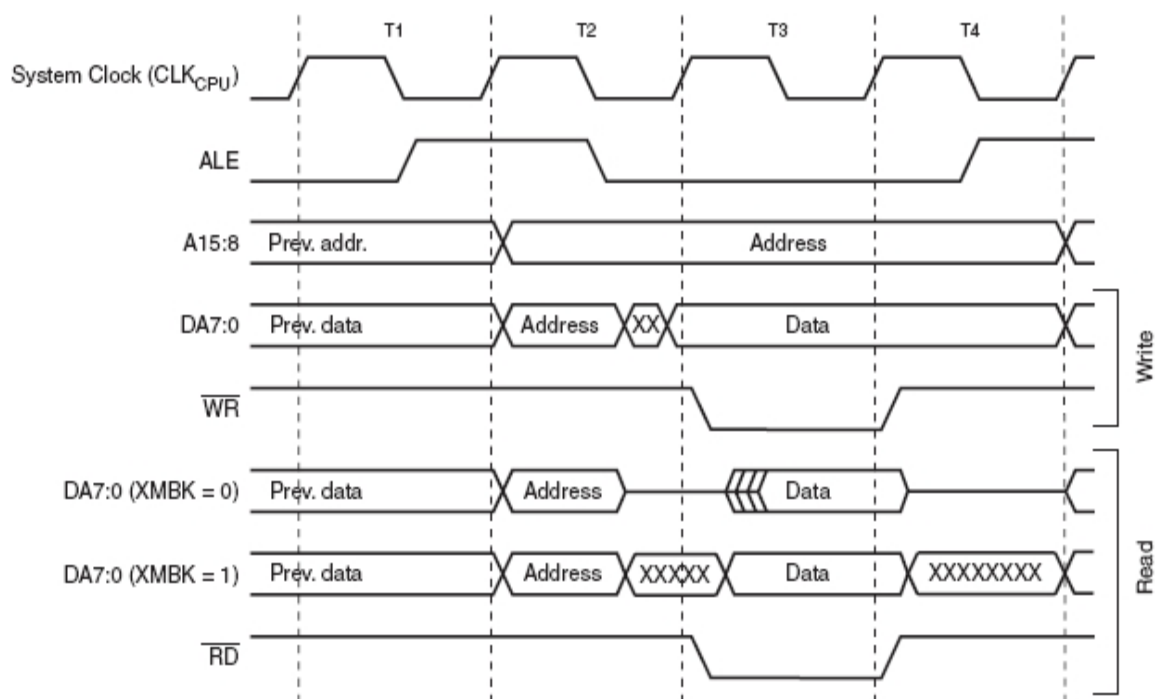 T1 T2 T3 T4
System Clock (CLKCPU)
ALE
A15:8 Prev. addr. Address
DA7:0 Prev. data Address XX Data
WR
Write
DA7:0 (XMBK = 0) Prev. data Address Data
DA7:0 (XMBK = 1) Prev. data Address XXXXX Data XXXXXXXX
RD
Read